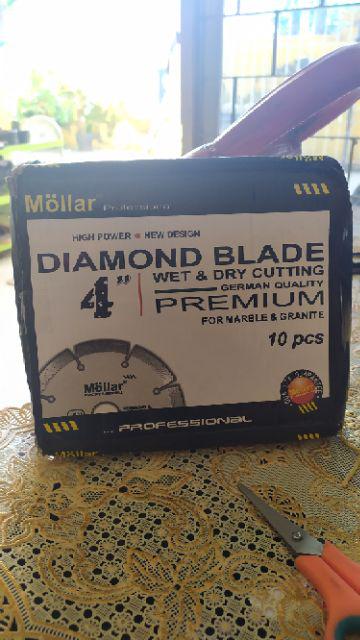 Möllar Professional
HIGH POWER NEW DESIGN
DIAMOND BLADE
4" WET & DRY CUTTING
GERMAN QUALITY
PREMIUM
FOR MARBLE & GRANITE
10 pcs
Möllar
PROFESSIONAL
Möllar